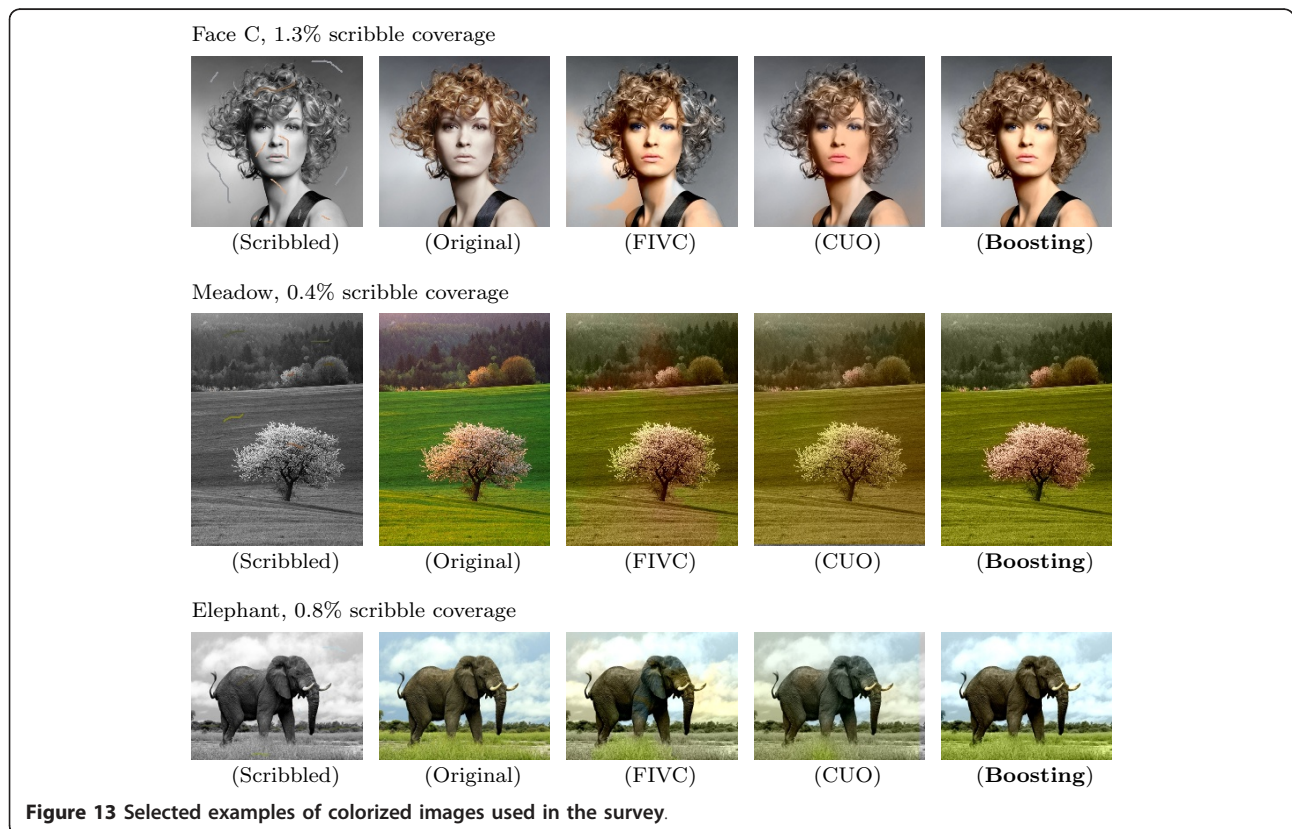 Face C, 1.3% scribble coverage
(Scribbled) (Original) (FIVC) (CUO) (Boosting)
Meadow, 0.4% scribble coverage
(Scribbled) (Original) (FIVC) (CUO) (Boosting)
Elephant, 0.8% scribble coverage
(Scribbled) (Original) (FIVC) (CUO) (Boosting)
Figure 13 Selected examples of colorized images used in the survey.